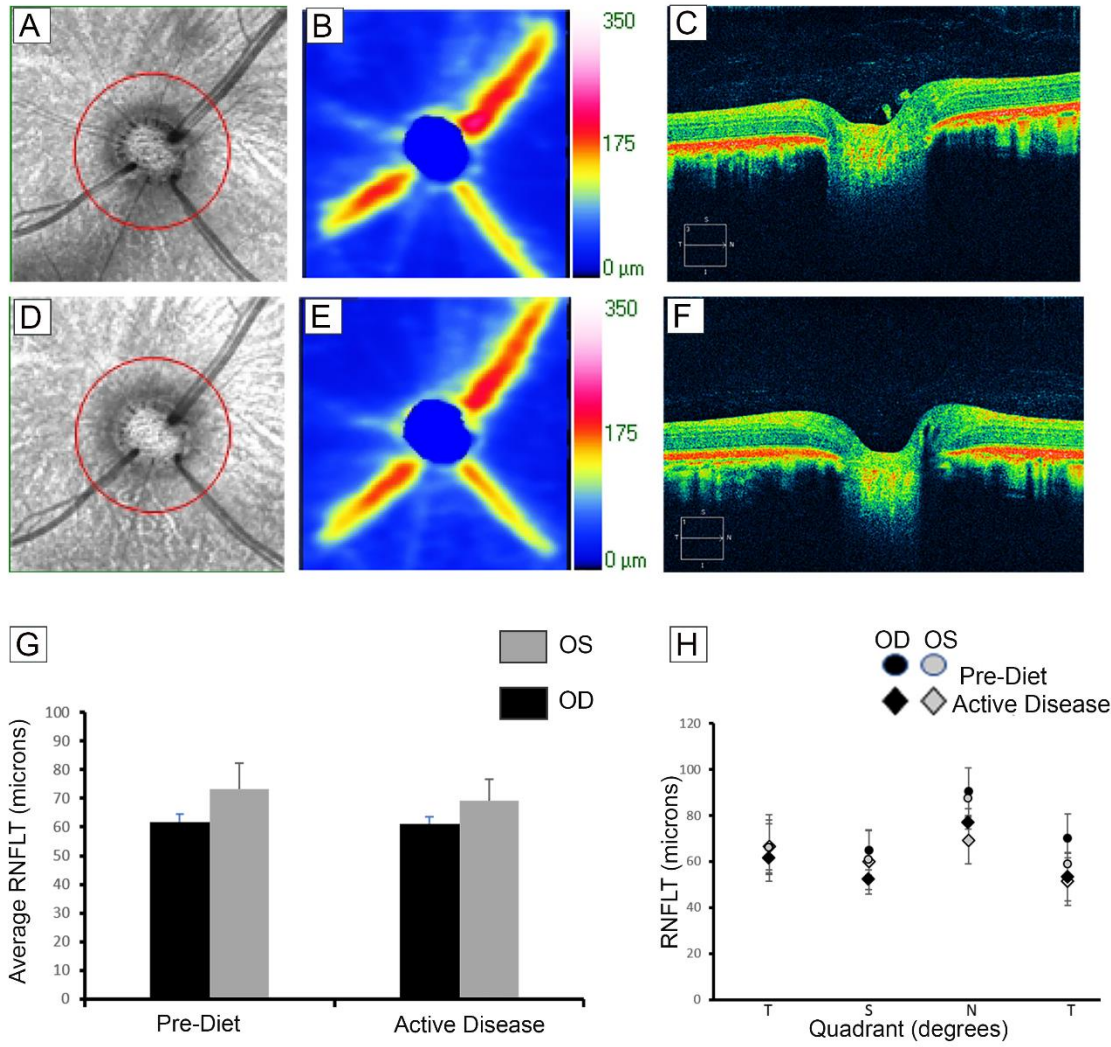 A
B
350
175
0 µm
C
S
3
T
N
I
D
E
350
175
0 µm
F
S
1
T
N
I
G
OS
OD
Average RNFLT (microns)
100
90
80
70
60
50
40
30
20
10
0
Pre-Diet
Active Disease
H
OD OS
Pre-Diet
Active Disease
RNFLT (microns)
120
100
80
60
40
20
0
T S N T
Quadrant (degrees)